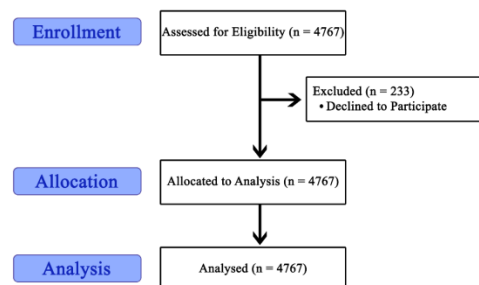 Enrollment
Assessed for Eligibility (n = 4767)
Excluded (n = 233)
• Declined to Participate
Allocation
Allocated to Analysis (n = 4767)
Analysis
Analysed (n = 4767)